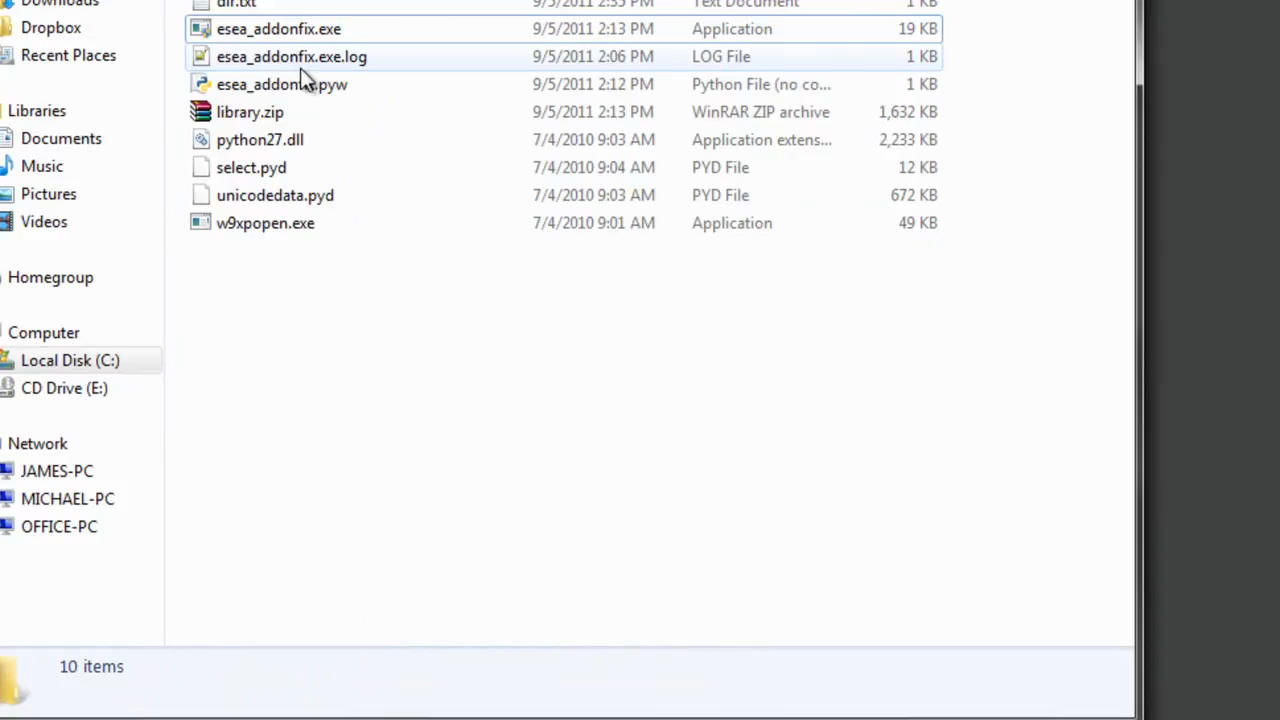 Downloads
Dropbox
Recent Places
Libraries
Documents
Music
Pictures
Videos
Homegroup
Computer
Local Disk (C:)
CD Drive (E:)
Network
JAMES-PC
MICHAEL-PC
OFFICE-PC
dir.txt 9/5/2011 2:35 PM Text Document 1 KB
esea_addonfix.exe 9/5/2011 2:13 PM Application 19 KB
esea_addonfix.exe.log 9/5/2011 2:06 PM LOG File 1 KB
esea_addonfix.pyw 9/5/2011 2:12 PM Python File (no co... 1 KB
library.zip 9/5/2011 2:13 PM WinRAR ZIP archive 1,632 KB
python27.dll 7/4/2010 9:03 AM Application extens... 2,233 KB
select.pyd 7/4/2010 9:04 AM PYD File 12 KB
unicodedata.pyd 7/4/2010 9:03 AM PYD File 672 KB
w9xpopen.exe 7/4/2010 9:01 AM Application 49 KB
10 items